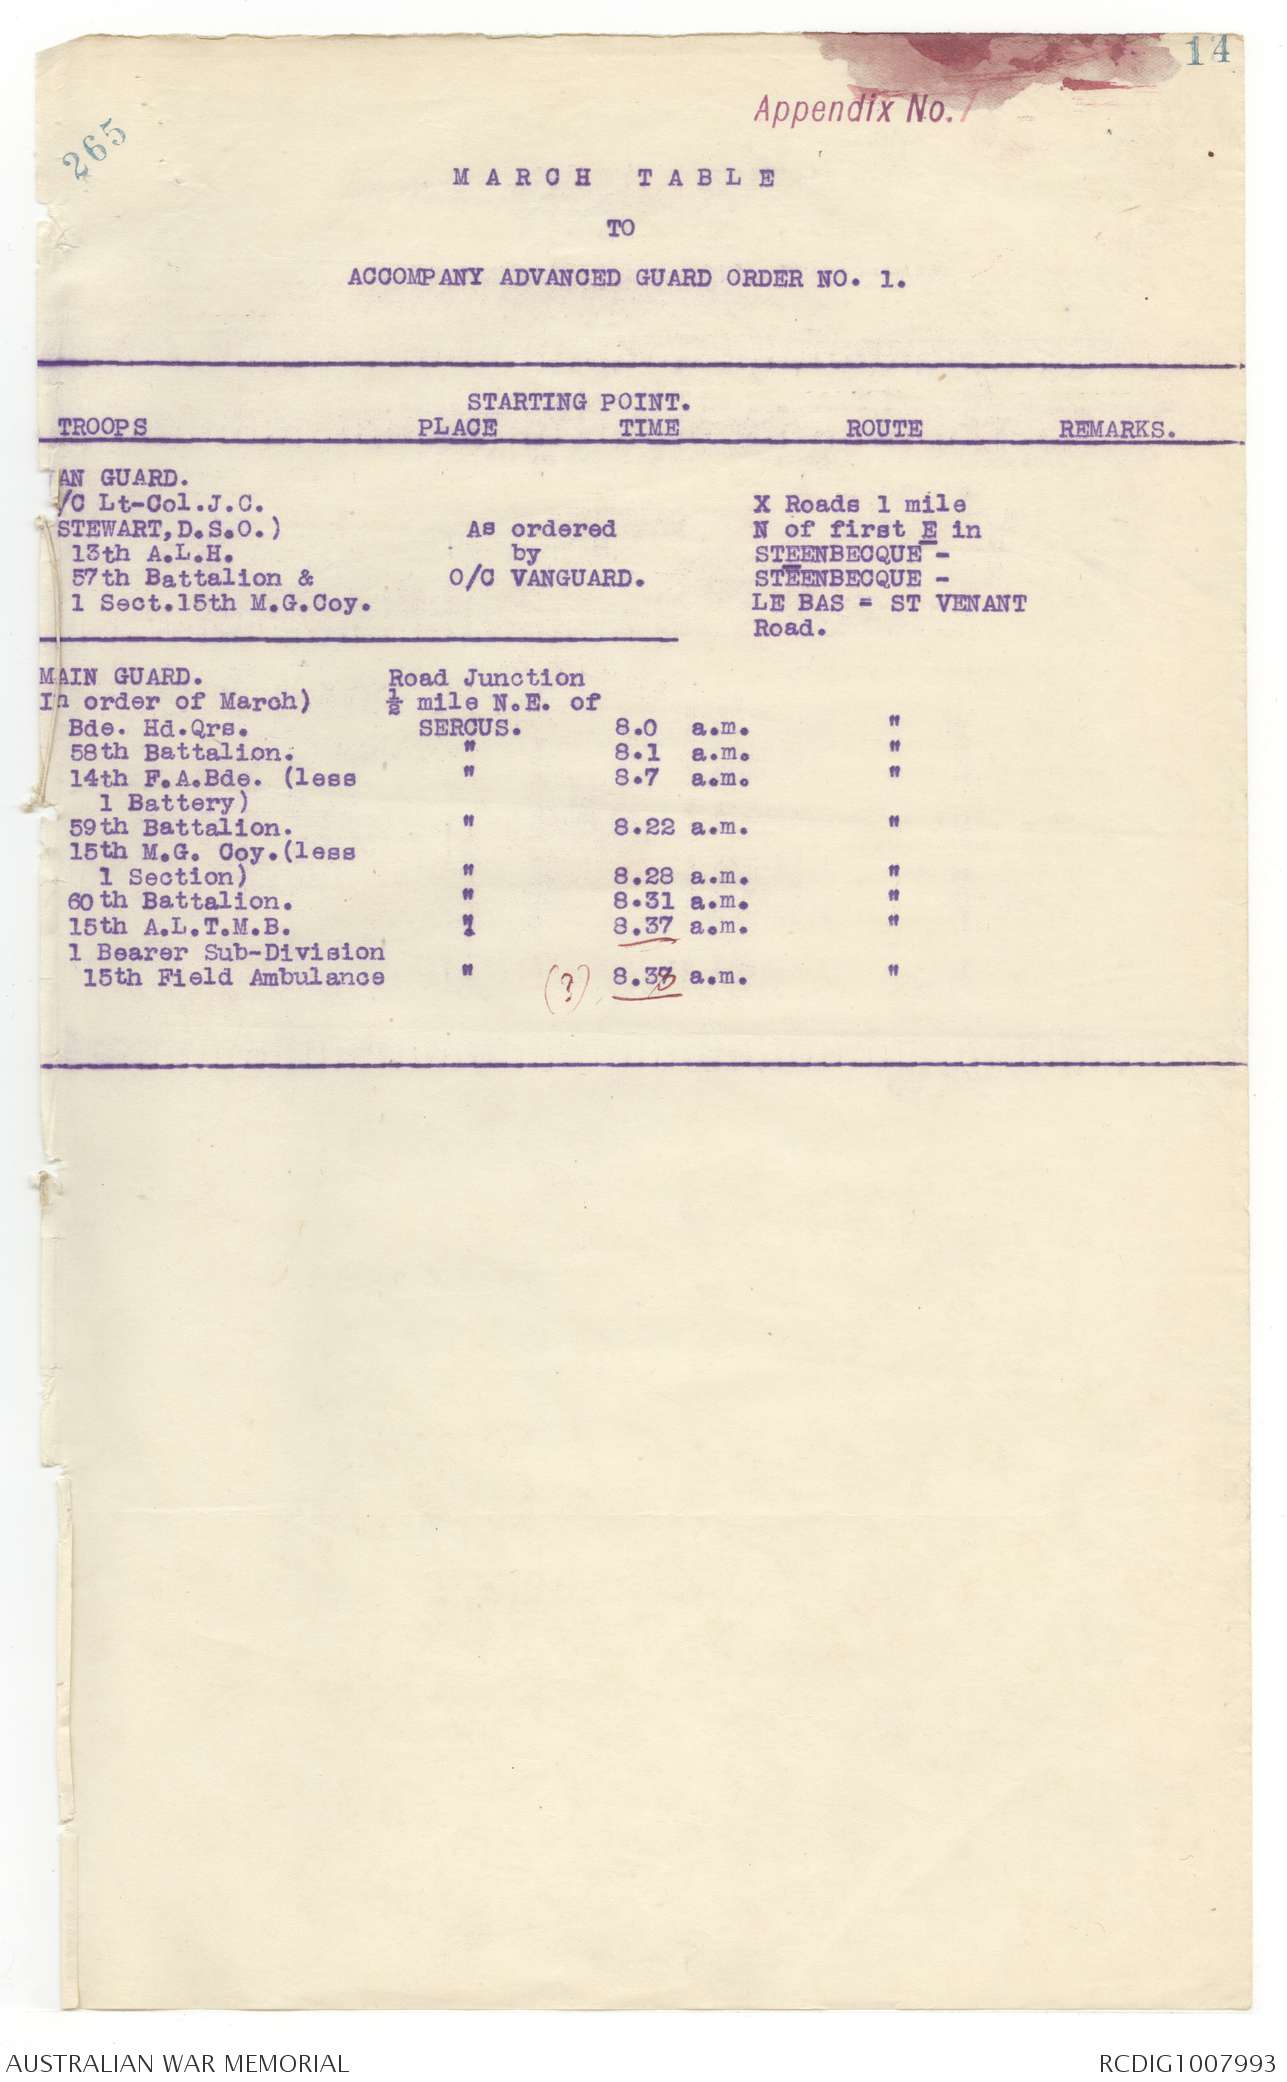 14
Appendix No. 1
265
MARCH TABLE
TO
ACCOMPANY ADVANCED GUARD ORDER NO. 1.
STARTING POINT.
TROOPS PLACE TIME ROUTE REMARKS.
AN GUARD.
/C Lt-Col.J.C. X Roads 1 mile
STEWART,D.S.O.) As ordered N of first E in
13th A.L.H. by STEENBECQUE -
57th Battalion & O/C VANGUARD. STEENBECQUE -
1 Sect.15th M.G.Coy. LE BAS = ST VENANT
Road.
MAIN GUARD. Road Junction
In order of March) ½ mile N.E. of
Bde. Hd.Qrs. SERCUS. 8.0 a.m. "
58th Battalion. " 8.1 a.m. "
14th F.A.Bde. (less " 8.7 a.m. "
1 Battery)
59th Battalion. " 8.22 a.m. "
15th M.G. Coy.(less
1 Section) " 8.28 a.m. "
60th Battalion. " 8.31 a.m. "
15th A.L.T.M.B. " 8.37 a.m. "
1 Bearer Sub-Division
15th Field Ambulance " (?) 8.38 a.m. "
AUSTRALIAN WAR MEMORIAL RCDIG1007993